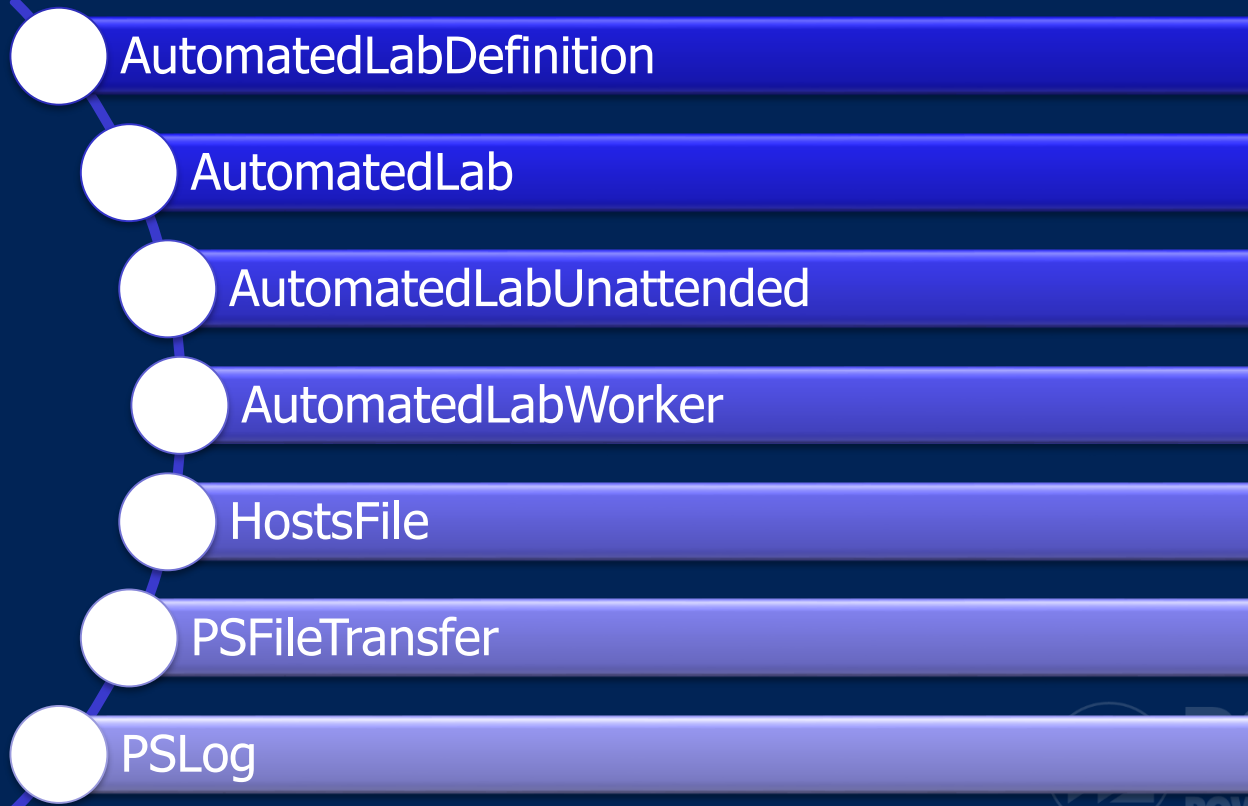 AutomatedLabDefinition
AutomatedLab
AutomatedLabUnattended
AutomatedLabWorker
HostsFile
PSFileTransfer
PSLog